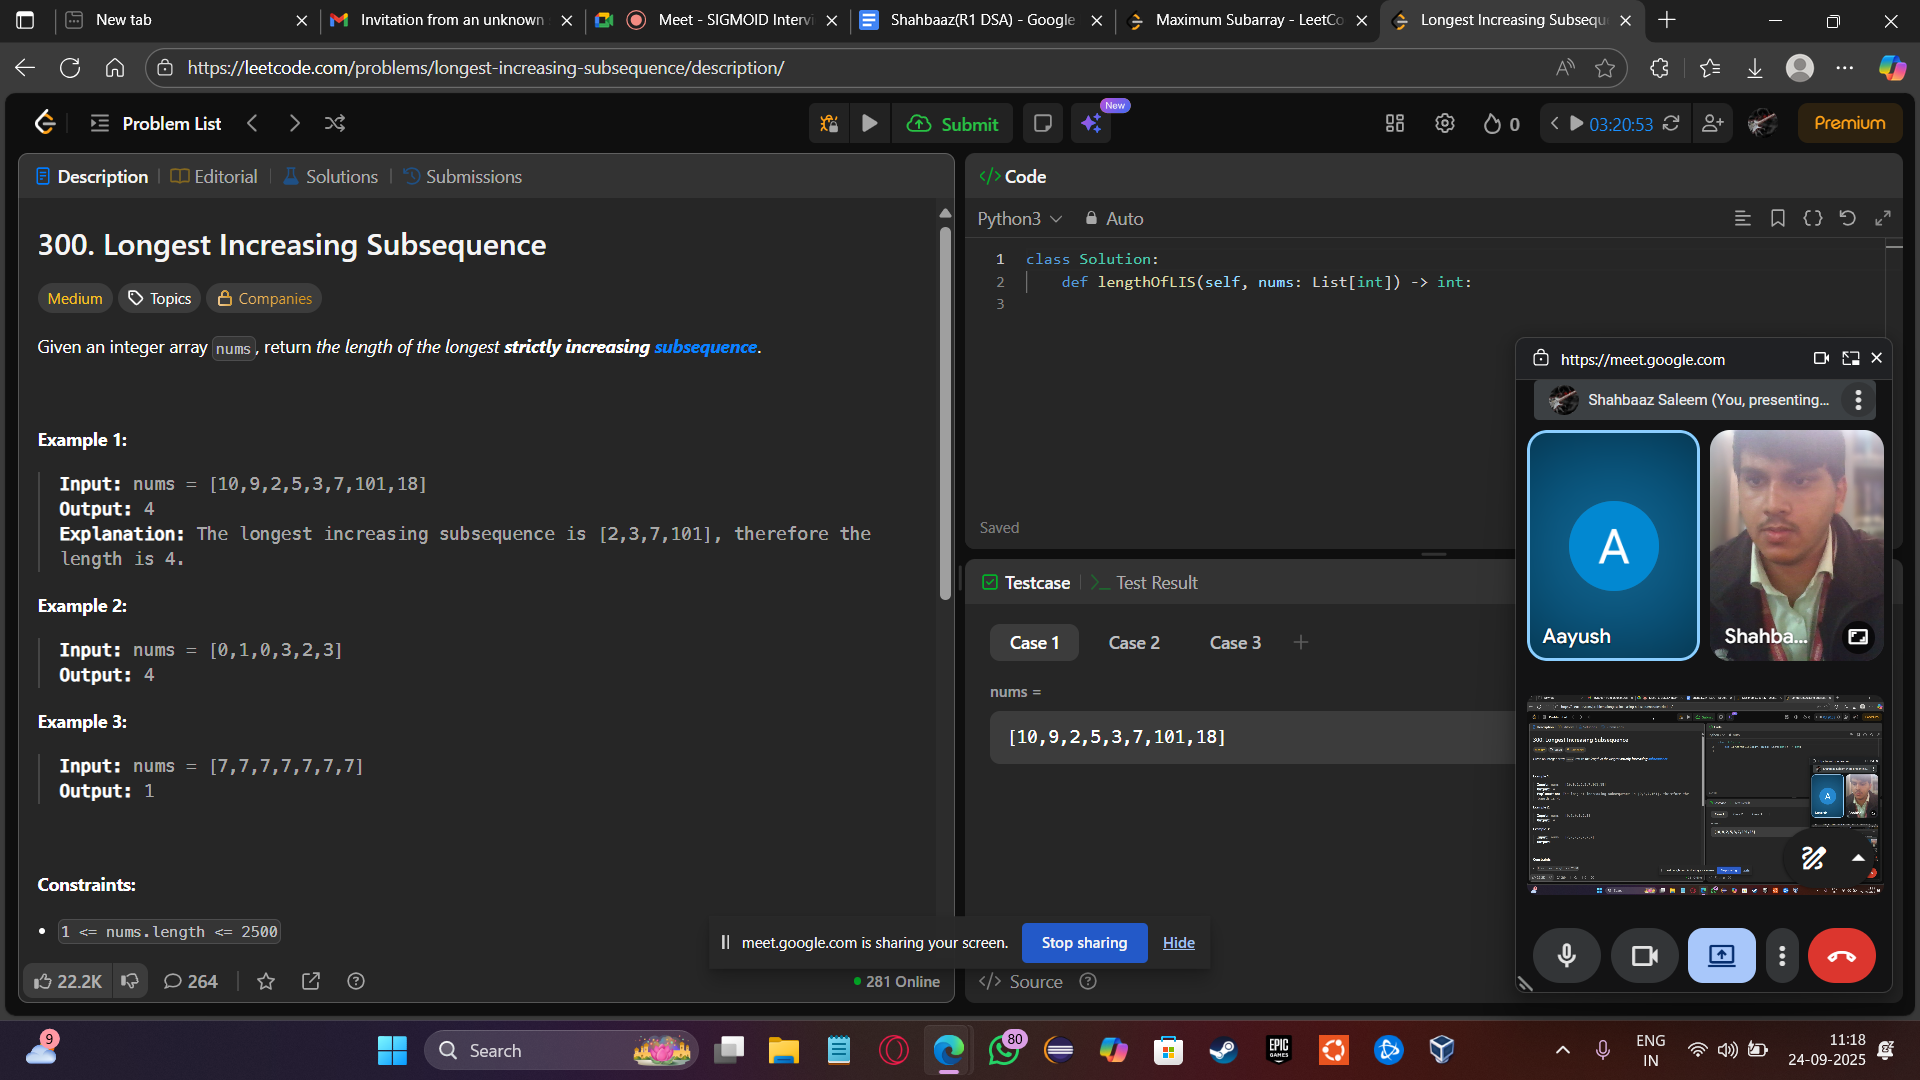 New tab
Invitation from an unknown
Meet - SIGMOID Intervi
Shahbaaz(R1 DSA) - Google
Maximum Subarray - LeetCo
Longest Increasing Subsequ
https://leetcode.com/problems/longest-increasing-subsequence/description/
Problem List
Submit
New
0
03:20:53
Premium
Description
Editorial
Solutions
Submissions
300. Longest Increasing Subsequence
Medium
Topics
Companies
Given an integer array nums, return the length of the longest strictly increasing subsequence.
Example 1:
Input: nums = [10,9,2,5,3,7,101,18]
Output: 4
Explanation: The longest increasing subsequence is [2,3,7,101], therefore the
length is 4.
Example 2:
Input: nums = [0,1,0,3,2,3]
Output: 4
Example 3:
Input: nums = [7,7,7,7,7,7,7]
Output: 1
Constraints:
• 1 <= nums.length <= 2500
22.2K
264
281 Online
</> Code
Python3
Auto
1 class Solution:
2 def lengthOfLIS(self, nums: List[int]) -> int:
3
Saved
Testcase
Test Result
Case 1
Case 2
Case 3
nums =
[10,9,2,5,3,7,101,18]
</> Source
https://meet.google.com
Shahbaaz Saleem (You, presenting...
A
Aayush
Shahba...
300. Longest Increasing Subsequence
meet.google.com is sharing your screen.
Stop sharing
Hide
9
Search
80
EPIC GAMES
ENG
IN
11:18
24-09-2025